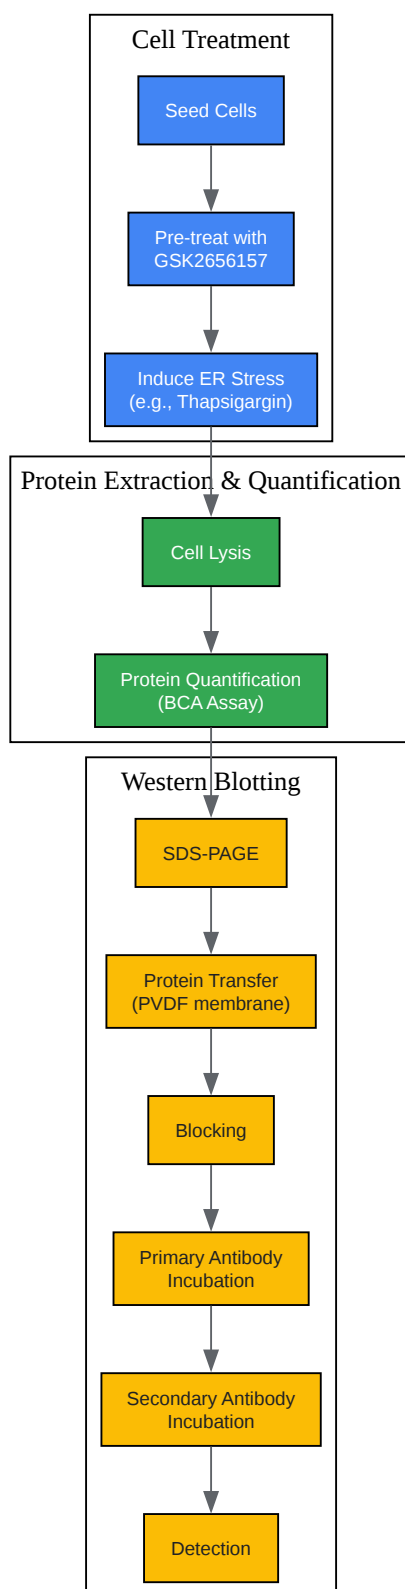 Cell Treatment
Seed Cells
Pre-treat with
GSK2656157
Induce ER Stress
(e.g., Thapsigargin)
Protein Extraction & Quantification
Cell Lysis
Protein Quantification
(BCA Assay)
Western Blotting
SDS-PAGE
Protein Transfer
(PVDF membrane)
Blocking
Primary Antibody
Incubation
Secondary Antibody
Incubation
Detection